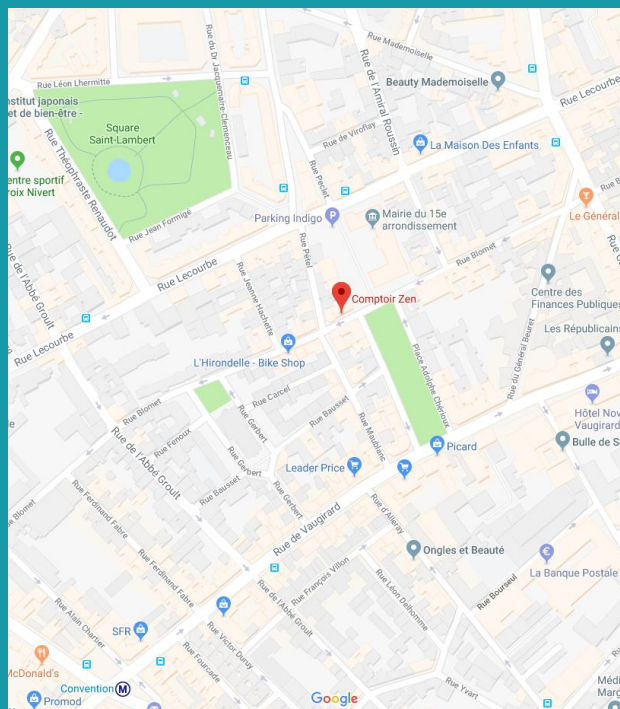 Rue Mademoiselle
Rue du Dr Jacquemaire Clemenceau
Rue de l'Amiral Roussin
Rue Léon Lhermitte
Beauty Mademoiselle
Rue Lecourbe
nstitut japonais
et de bien-être -
Square
Saint-Lambert
Rue de Viroflay
La Maison Des Enfants
Rue Théophraste Renaudot
entre sportif
roix Nivert
Rue Peclet
Rue Jean Formigé
Parking Indigo
P
Mairie du 15e
arrondissement
Le Général
Rue Pétel
Rue Blomet
Rue de l'Abbé Groult
Rue Lecourbe
Rue Jeanne Hachette
Comptoir Zen
Centre des
Finances Publiques
Rue Lecourbe
Les Républicains
L'Hirondelle - Bike Shop
Place Adolphe Chérioux
Rue du Général Beuret
Rue Carcel
Rue Blomet
Rue Bausset
Hôtel Nov
Vaugirard
Rue Gerbert
Rue Maublanc
Picard
Bulle de S
Rue Fenoux
Rue de l'Abbé Groult
Rue Gerbert
Leader Price
Rue Bausset
Rue Gerbert
Rue Blomet
Rue Ferdinand Fabre
Rue de Vaugirard
Rue d'Alleray
Ongles et Beauté
La Banque Postale
Rue Ferdinand Fabre
Rue François Villon
Rue Léon Delhomme
Rue Bourseul
Rue de l'Abbé Groult
Rue Alain Chartier
SFR
Rue Victor Duruy
Rue Fourcade
McDonald's
Convention
M
Promod
Google
Rue Yvart
Médi
Marg